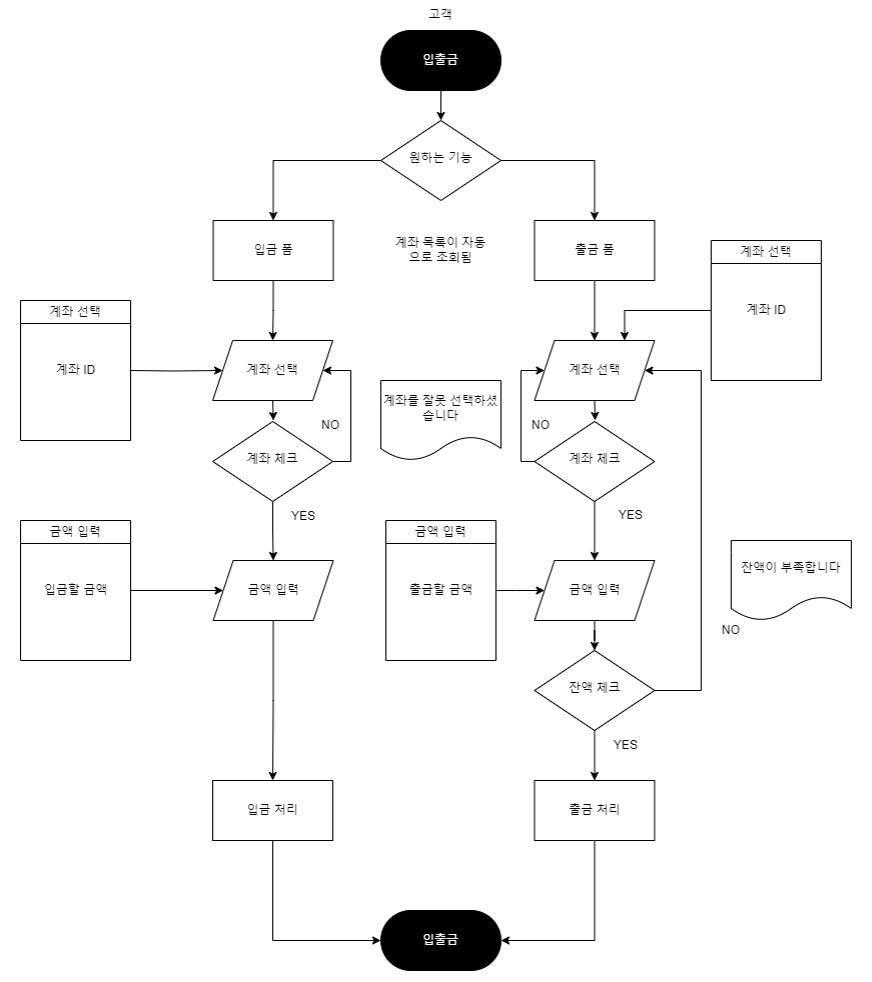 고객
입출금
원하는 기능
입금 폼
계좌 목록이 자동
으로 조회됨
출금 폼
계좌 선택
계좌 ID
계좌 선택
계좌 ID
계좌 선택
계좌 선택
계좌를 잘못 선택하셨
습니다
NO
NO
계좌 체크
계좌 체크
YES
YES
금액 입력
입금할 금액
금액 입력
금액 입력
출금할 금액
금액 입력
잔액이 부족합니다
NO
잔액 체크
YES
입금 처리
출금 처리
입출금